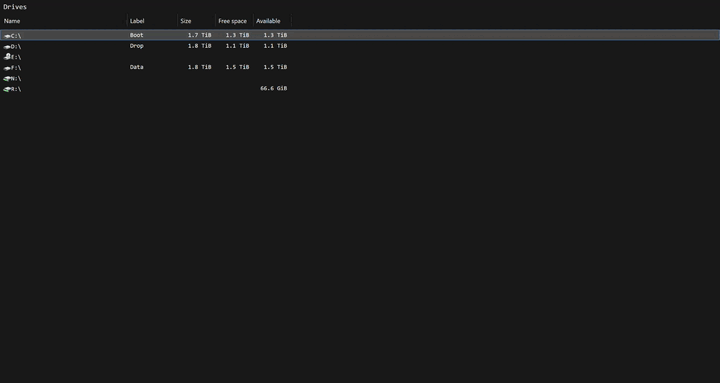 Drives
Name Label Size Free space Available
C:\ Boot 1.7 TiB 1.3 TiB 1.3 TiB
D:\ Drop 1.8 TiB 1.1 TiB 1.1 TiB
E:\
F:\ Data 1.8 TiB 1.5 TiB 1.5 TiB
N:\
R:\ 66.6 GiB